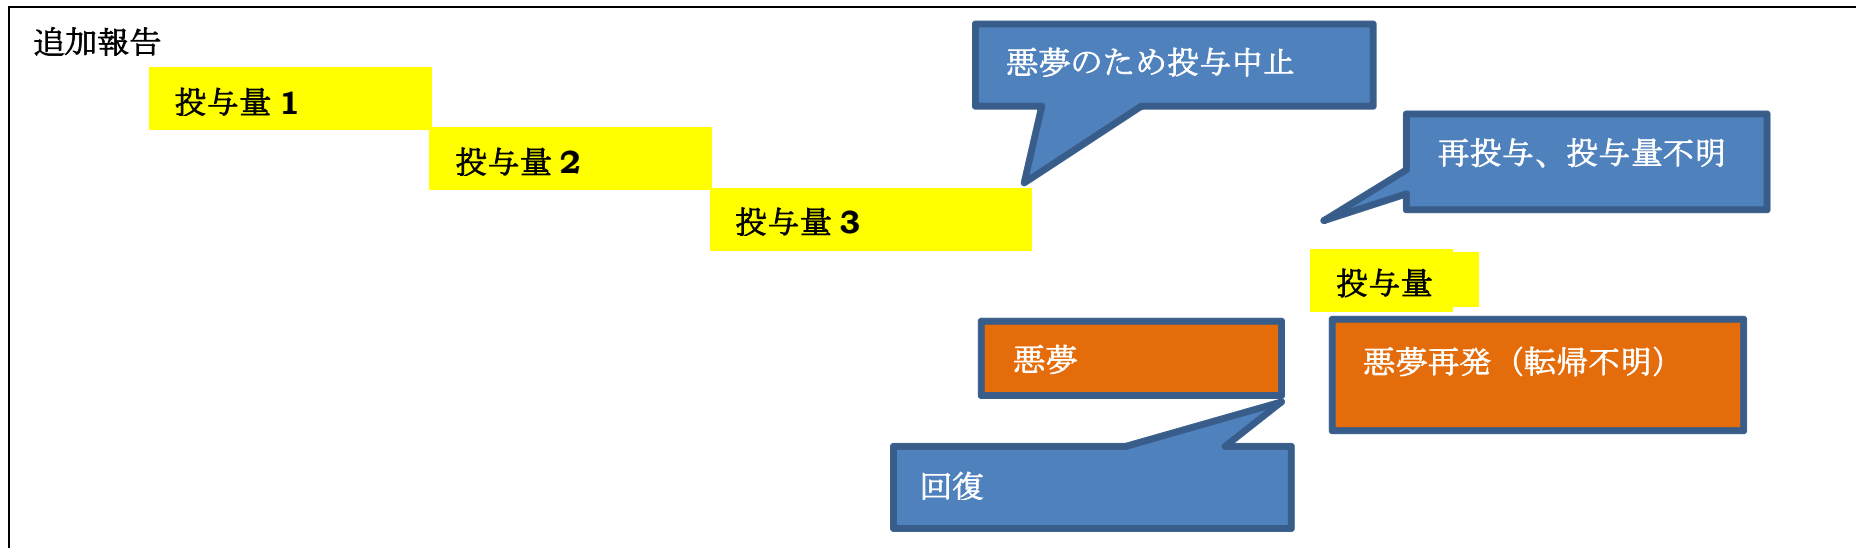 追加報告
悪夢のため投与中止
投与量 1
再投与、投与量不明
投与量 2
投与量 3
投与量
悪夢
悪夢再発（転帰不明）
回復